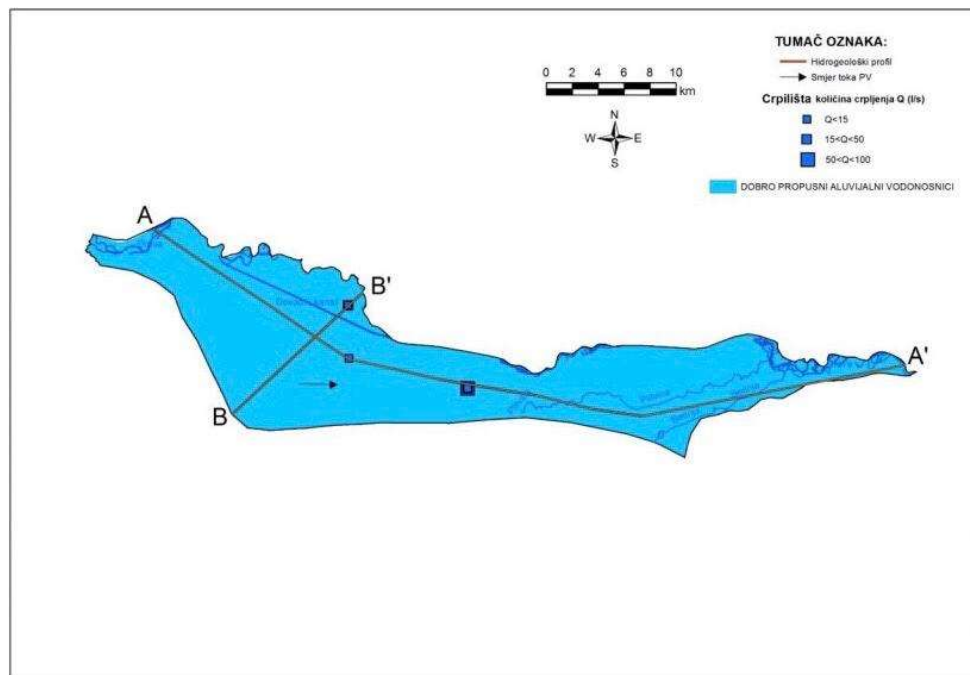 TUMAČ OZNAKA:
Hidrogeološki profil
Smjer toka PV
Crpilišta količina crpljenja Q (l/s)
Q<15
15<Q<50
50<Q<100
DOBRO PROPUSNI ALUVIJALNI VODONOSNICI
0 2 4 6 8 10
km
N
W E
S
A
B'
A'
B